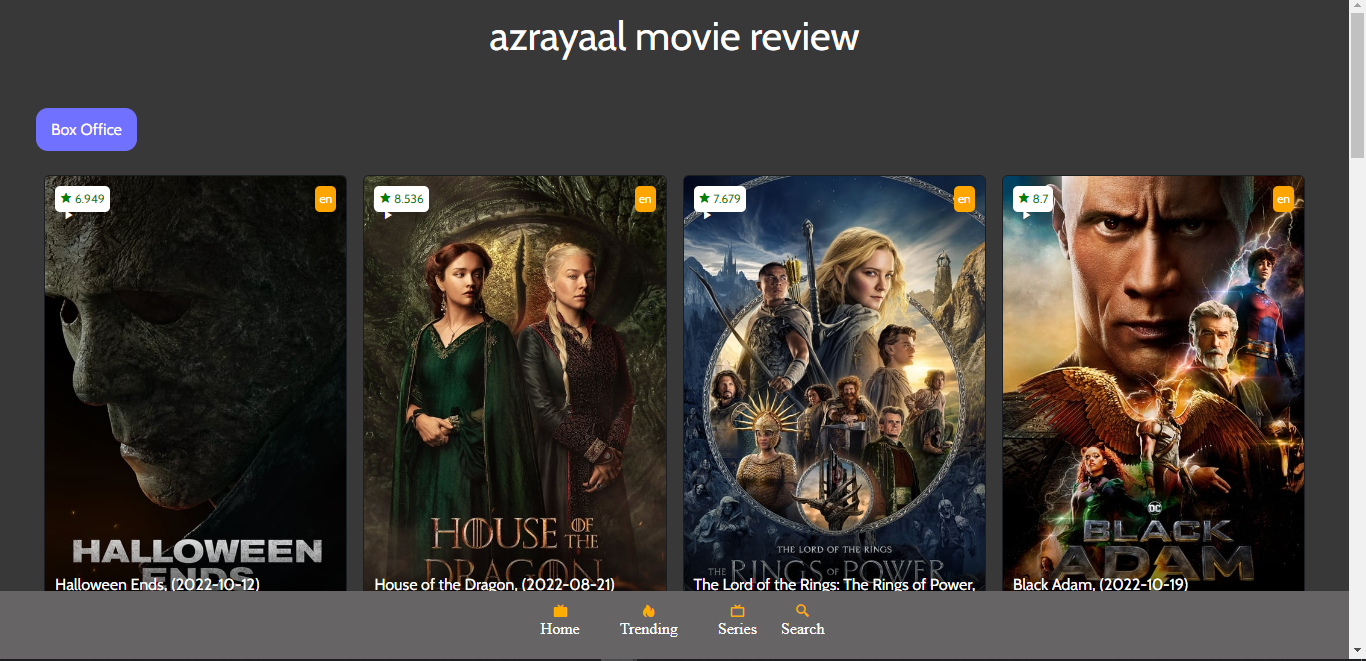 azrayaal movie review
Box Office
6.949
en
8.536
en
7.679
en
8.7
en
HALLOWEEN
ENDS
Halloween Ends, (2022-10-12)
HOUSE OF THE
DRAGON
House of the Dragon, (2022-08-21)
THE LORD OF THE RINGS
THE RINGS OF POWER
The Lord of the Rings: The Rings of Power,
DC
BLACK
ADAM
Black Adam, (2022-10-19)
Home
Trending
Series
Search